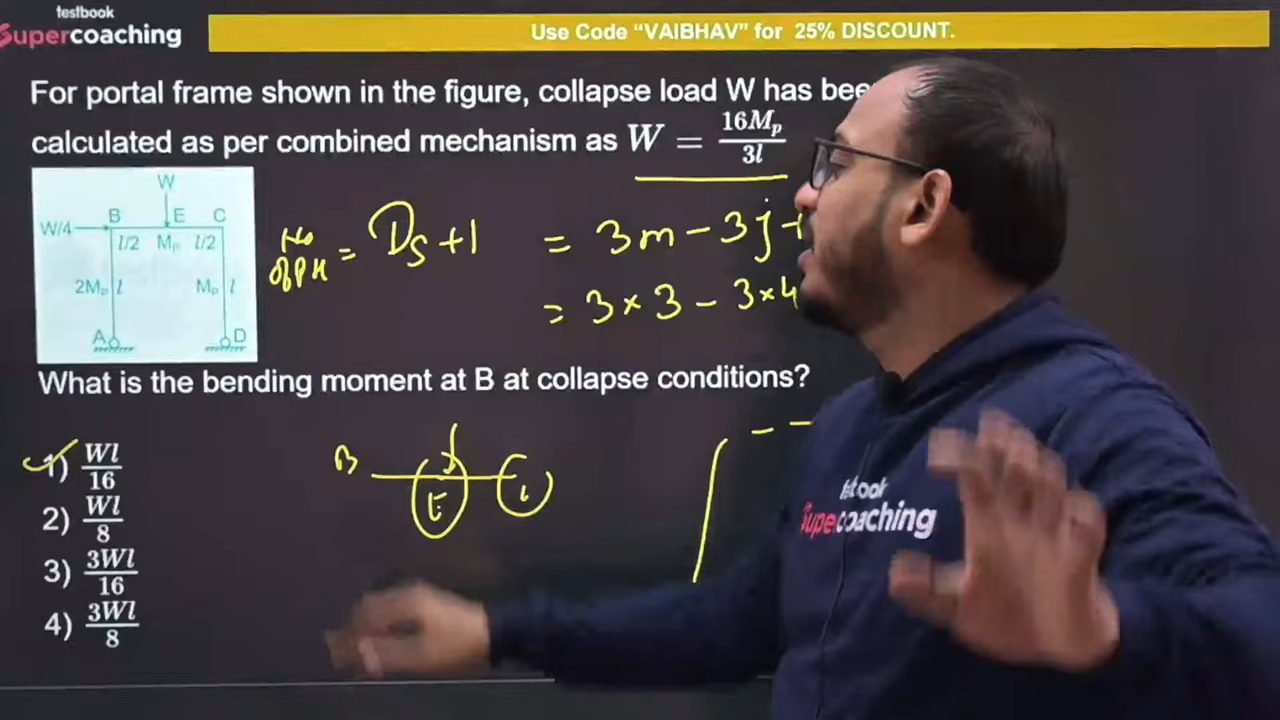 testbook
Supercoaching
Use Code "VAIBHAV" for 25% DISCOUNT.
For portal frame shown in the figure, collapse load W has bee
calculated as per combined mechanism as W = 16Mp/3l
W
W/4 B E C
l/2 Mp l/2
2Mp l Mp l
A D
No of PH = Ds + 1 = 3m - 3j +
= 3 × 3 - 3 × 4
What is the bending moment at B at collapse conditions?
1) Wl/16
2) Wl/8
3) 3Wl/16
4) 3Wl/8
B E
testbook
Supercoaching